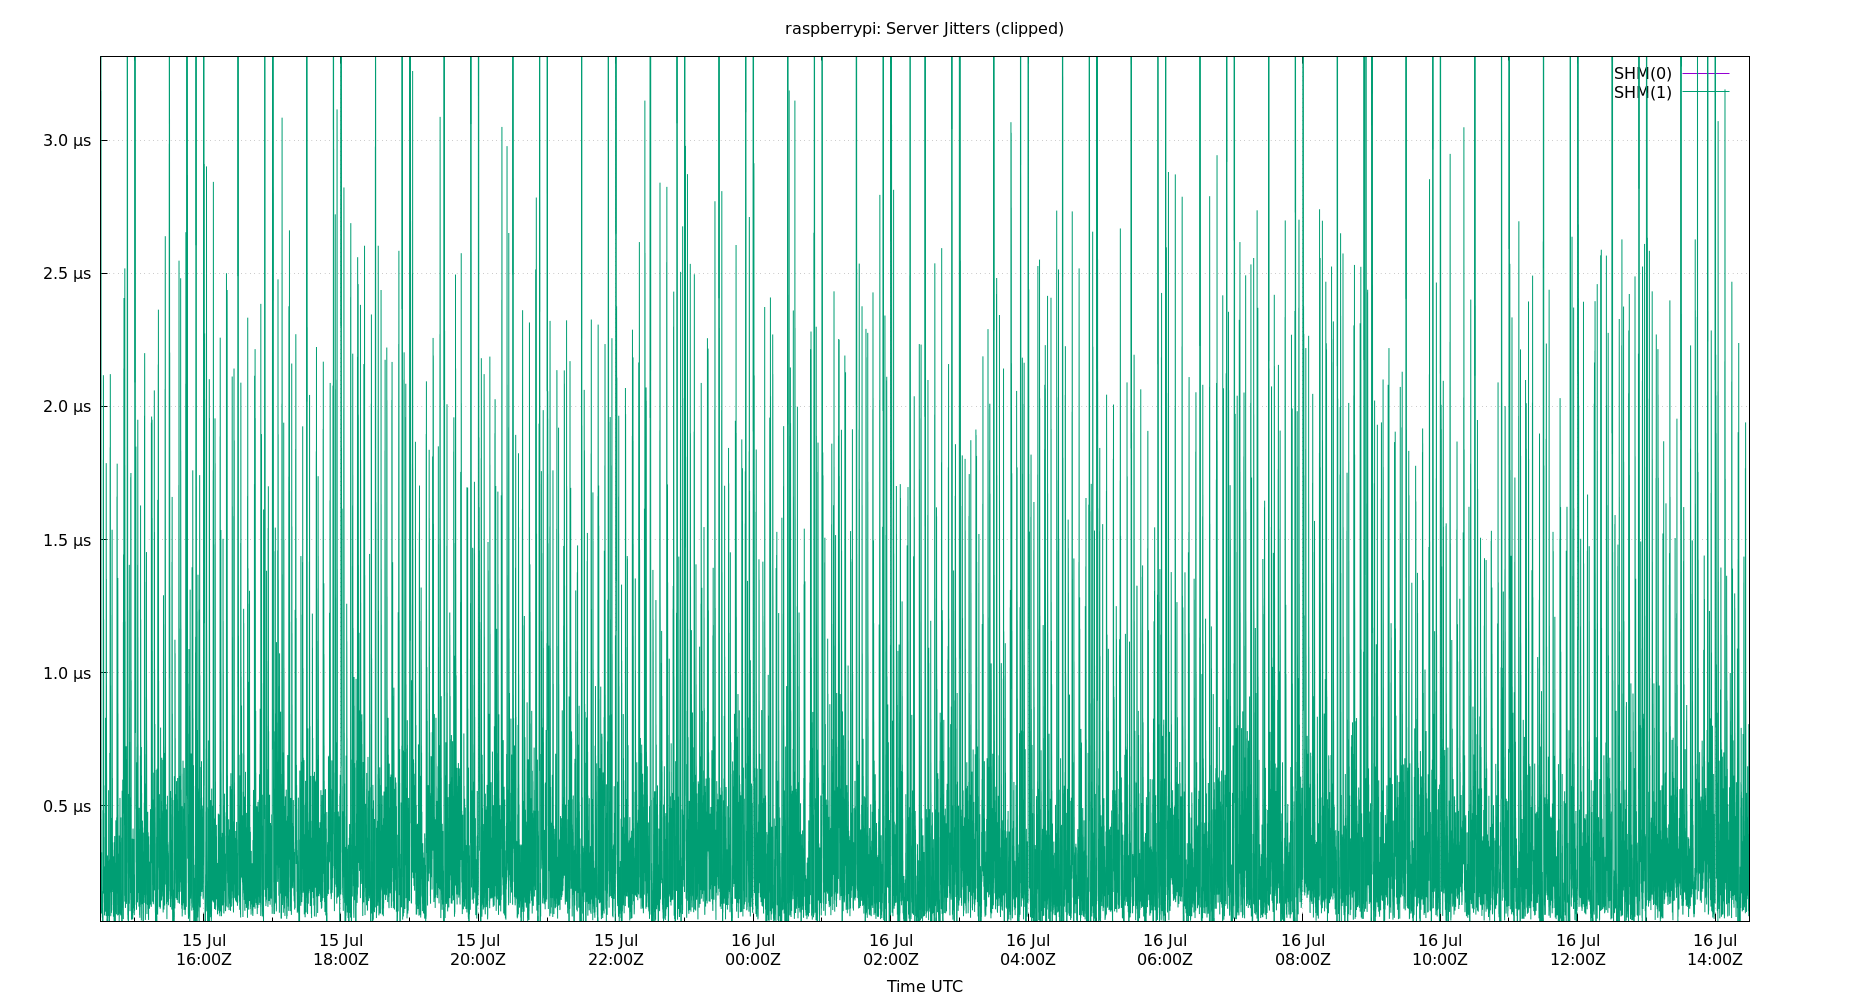 raspberrypi: Server Jitters (clipped)
SHM(0)
SHM(1)
3.0 µs
2.5 µs
2.0 µs
1.5 µs
1.0 µs
0.5 µs
15 Jul 15 Jul 15 Jul 15 Jul 16 Jul 16 Jul 16 Jul 16 Jul 16 Jul 16 Jul 16 Jul 16 Jul
16:00Z 18:00Z 20:00Z 22:00Z 00:00Z 02:00Z 04:00Z 06:00Z 08:00Z 10:00Z 12:00Z 14:00Z
Time UTC